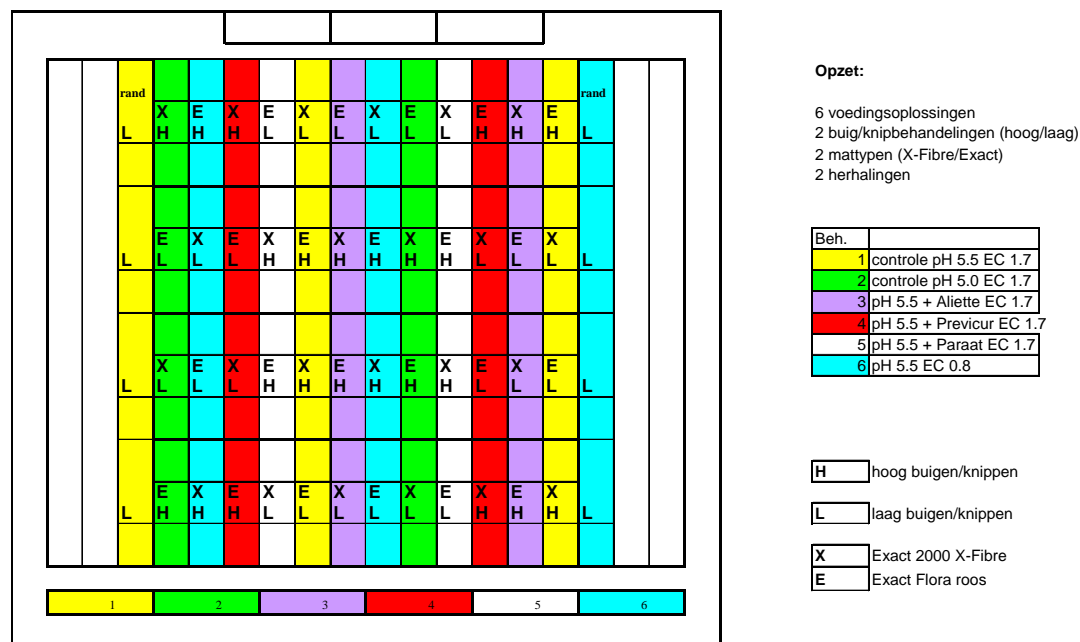 rand rand
X E X E X E X E X E X E
L H H H L L L L L L H H H L
E X E X E X E X E X E X
L L L L H H H H H H L L L L
X E X E X E X E X E X E
L L L L H H H H H H L L L L
E X E X E X E X E X E X
L H H H L L L L L L H H H L
1 2 3 4 5 6
Opzet:
6 voedingsoplossingen
2 buig/knipbehandelingen (hoog/laag)
2 mattypen (X-Fibre/Exact)
2 herhalingen
Beh.
1 controle pH 5.5 EC 1.7
2 controle pH 5.0 EC 1.7
3 pH 5.5 + Aliette EC 1.7
4 pH 5.5 + Previcur EC 1.7
5 pH 5.5 + Paraat EC 1.7
6 pH 5.5 EC 0.8
H hoog buigen/knippen
L laag buigen/knippen
X Exact 2000 X-Fibre
E Exact Flora roos